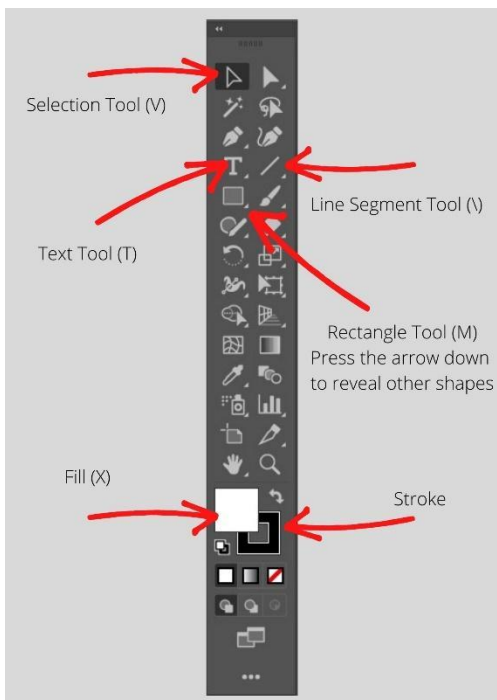 Selection Tool (V)
Line Segment Tool (\)
Text Tool (T)
Rectangle Tool (M)
Press the arrow down
to reveal other shapes
Fill (X)
Stroke